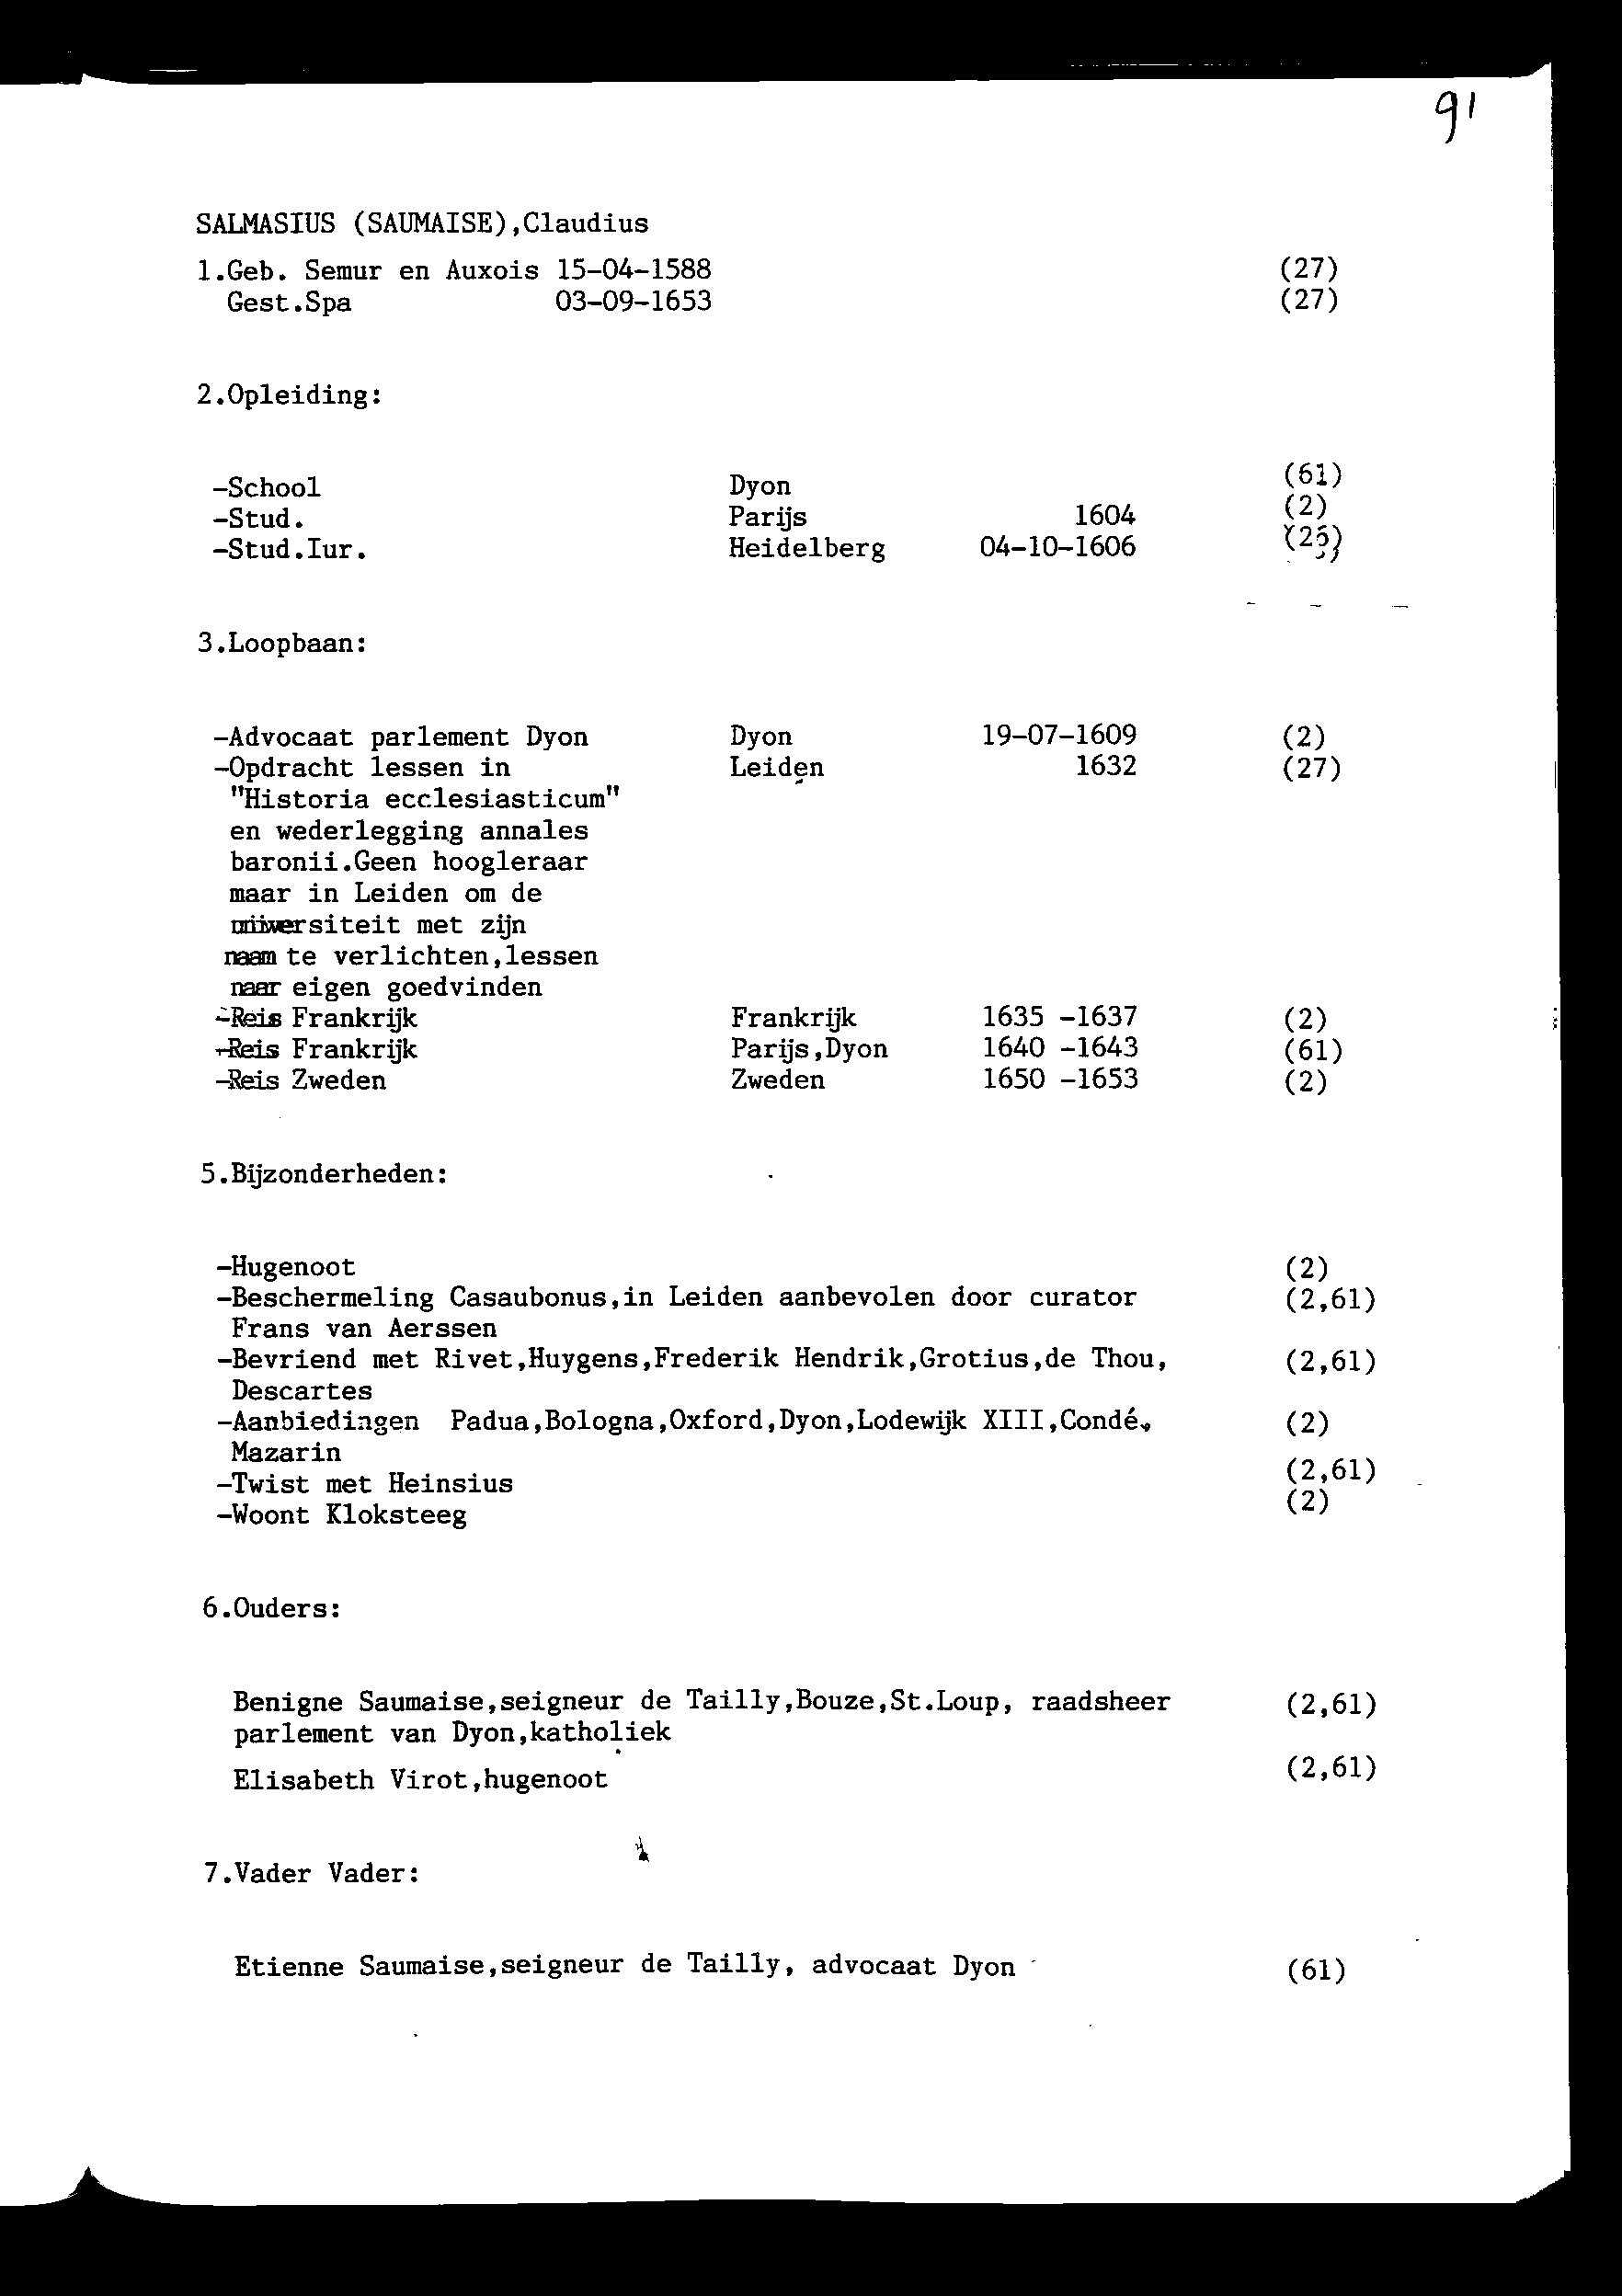 91
SALMASIUS (SAUMAISE),Claudius
1.Geb. Semur en Auxois 15-04-1588 (27)
Gest.Spa 03-09-1653 (27)
2.Opleiding:
-School Dyon (61)
-Stud. Parijs 1604 (2)
-Stud.Iur. Heidelberg 04-10-1606
3.Loopbaan:
-Advocaat parlement Dyon Dyon 19-07-1609 (2)
-Opdracht lessen in Leiden 1632 (27)
"Historia ecclesiasticum"
en wederlegging annales
baronii.Geen hoogleraar
maar in Leiden om de
universiteit met zijn
naam te verlichten,lessen
naar eigen goedvinden
-Reis Frankrijk Frankrijk 1635 -1637 (2)
-Reis Frankrijk Parijs,Dyon 1640 -1643 (61)
-Reis Zweden Zweden 1650 -1653 (2)
5.Bijzonderheden:
-Hugenoot (2)
-Beschermeling Casaubonus,in Leiden aanbevolen door curator (2,61)
Frans van Aerssen
-Bevriend met Rivet,Huygens,Frederik Hendrik,Grotius,de Thou, (2,61)
Descartes
-Aanbiedingen Padua,Bologna,Oxford,Dyon,Lodewijk XIII,Condé, (2)
Mazarin
-Twist met Heinsius (2,61)
-Woont Kloksteeg (2)
6.Ouders:
Benigne Saumaise,seigneur de Tailly,Bouze,St.Loup, raadsheer (2,61)
parlement van Dyon,katholiek
Elisabeth Virot,hugenoot (2,61)
7.Vader Vader:
Etienne Saumaise,seigneur de Tailly, advocaat Dyon (61)